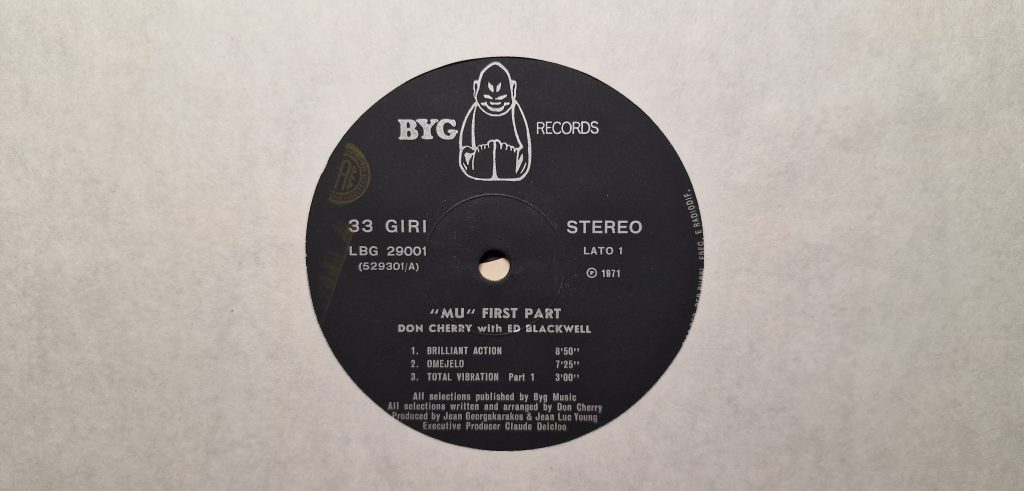 BYG RECORDS
33 GIRI STEREO
LBG 29001 LATO 1
(529301/A) ℗ 1971
"MU" FIRST PART
DON CHERRY with ED BLACKWELL
1. BRILLIANT ACTION 8'50''
2. OMEJELO 7'25''
3. TOTAL VIBRATION Part 1 3'00''
All selections published by Byg Music
All selections written and arranged by Don Cherry
Produced by Jean Georgakarakos & Jean Luc Young
Executive Producer Claude Delcloo
E RADIODIF.